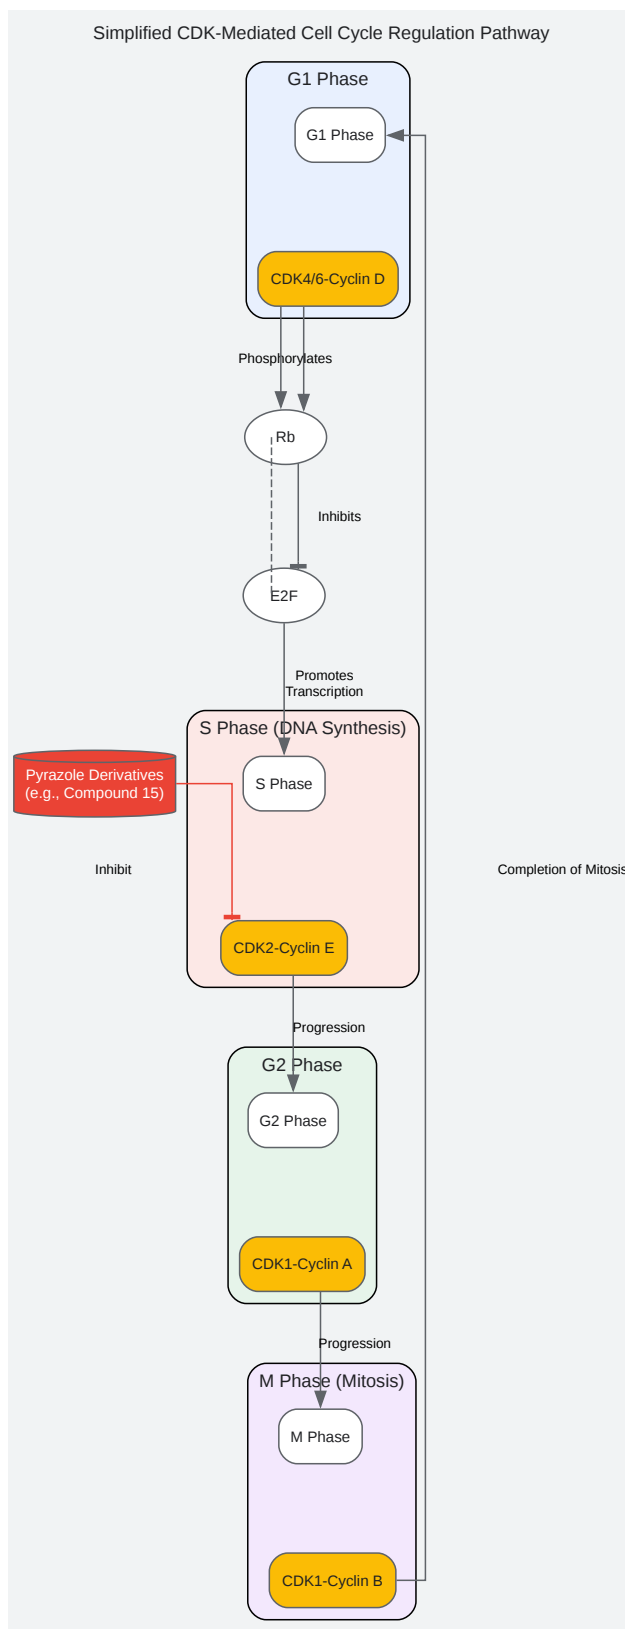 Simplified CDK-Mediated Cell Cycle Regulation Pathway
G1 Phase
G1 Phase
CDK4/6-Cyclin D
Phosphorylates
Rb
Inhibits
E2F
Promotes
Transcription
S Phase (DNA Synthesis)
Pyrazole Derivatives
(e.g., Compound 15)
S Phase
Inhibit
Completion of Mitosis
CDK2-Cyclin E
Progression
G2 Phase
G2 Phase
CDK1-Cyclin A
Progression
M Phase (Mitosis)
M Phase
CDK1-Cyclin B